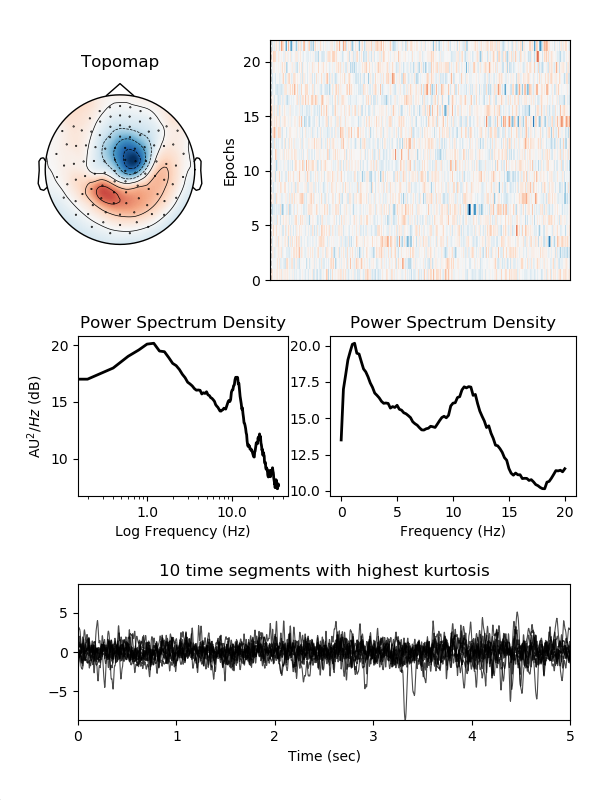 Topomap
Epochs
20
15
10
5
0
Power Spectrum Density
AU²/Hz (dB)
20
15
10
1.0 10.0
Log Frequency (Hz)
Power Spectrum Density
20.0
17.5
15.0
12.5
10.0
0 5 10 15 20
Frequency (Hz)
10 time segments with highest kurtosis
5
0
−5
0 1 2 3 4 5
Time (sec)